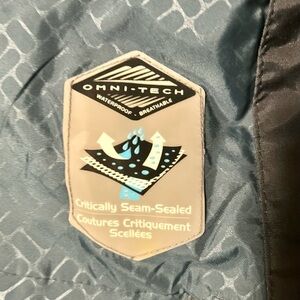 OMNI-TECH
WATERPROOF · BREATHABLE
Critically Seam-Sealed
Coutures Critiquement
Scellées